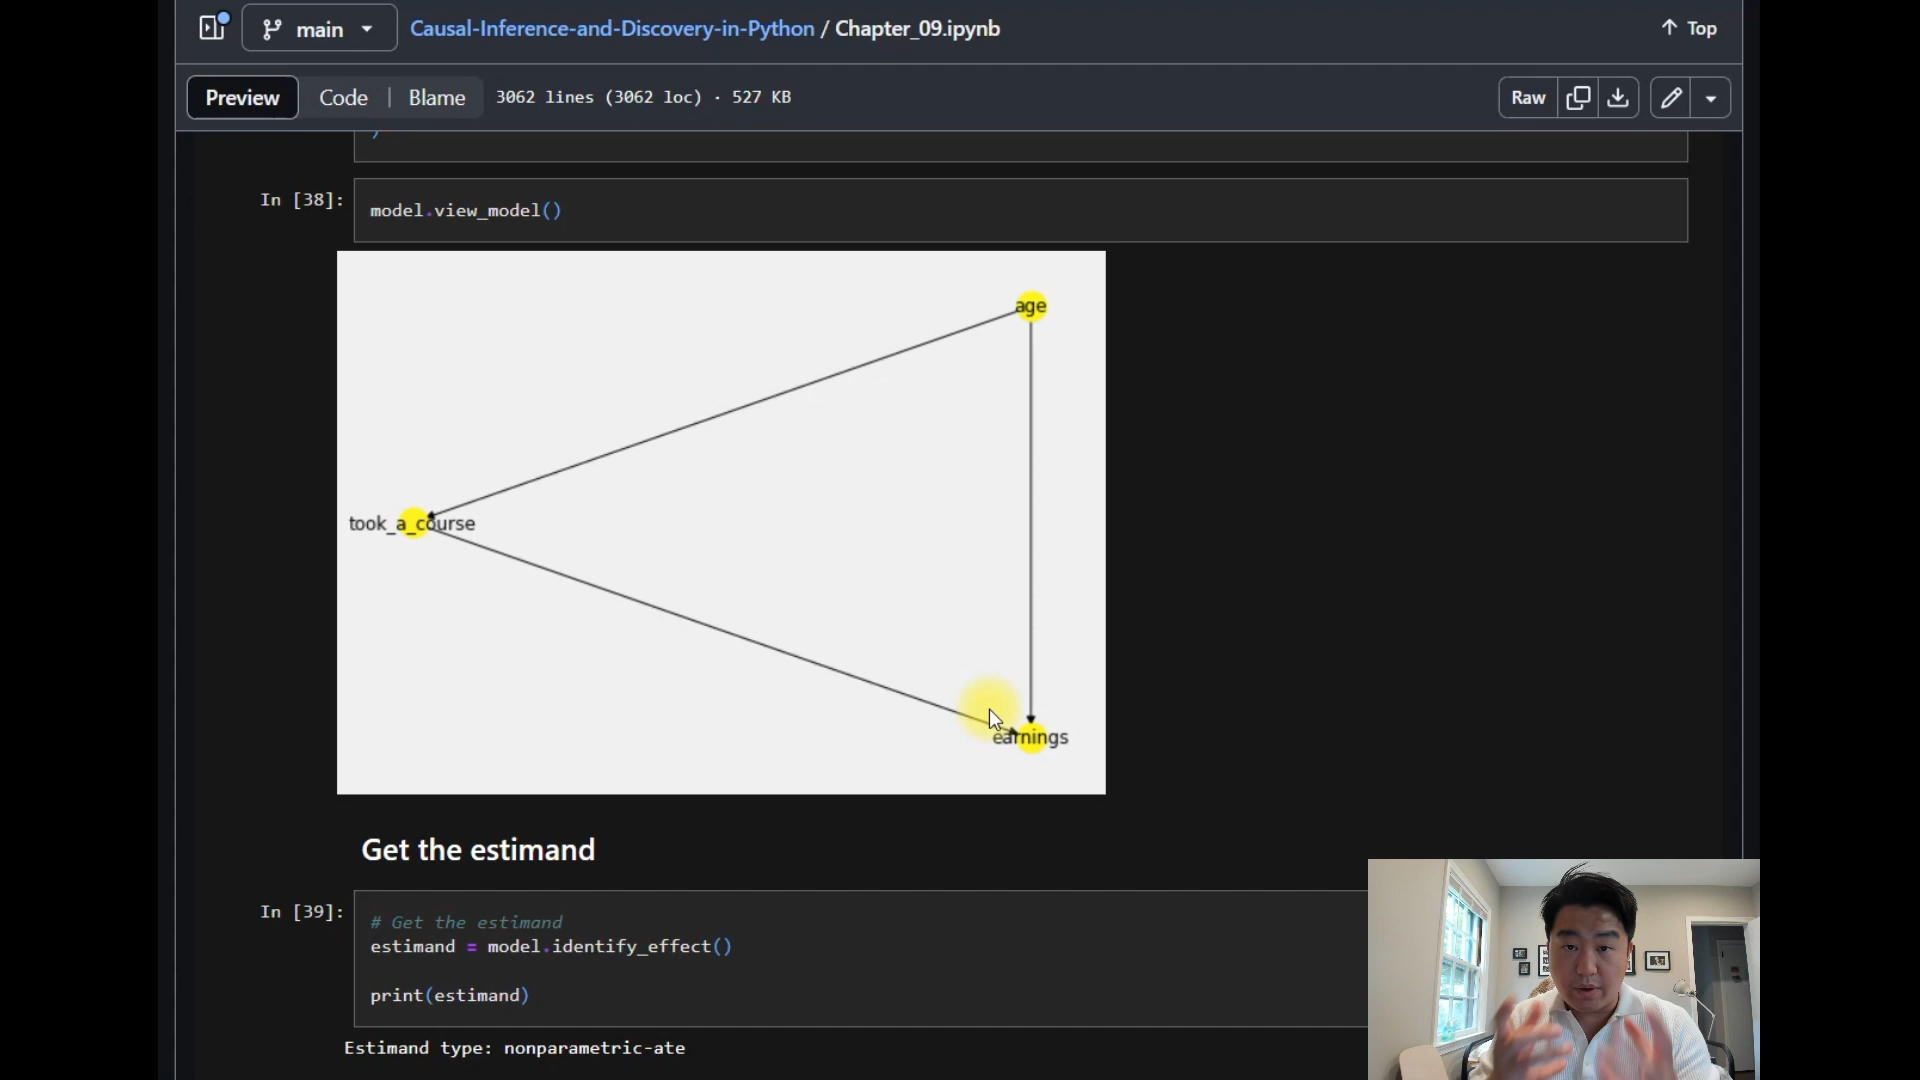 main
Causal-Inference-and-Discovery-in-Python / Chapter_09.ipynb
Top
Preview
Code
Blame
3062 lines (3062 loc) · 527 KB
Raw
)
In [38]:
model.view_model()
age
took_a_course
earnings
Get the estimand
In [39]:
# Get the estimand
estimand = model.identify_effect()
print(estimand)
Estimand type: nonparametric-ate